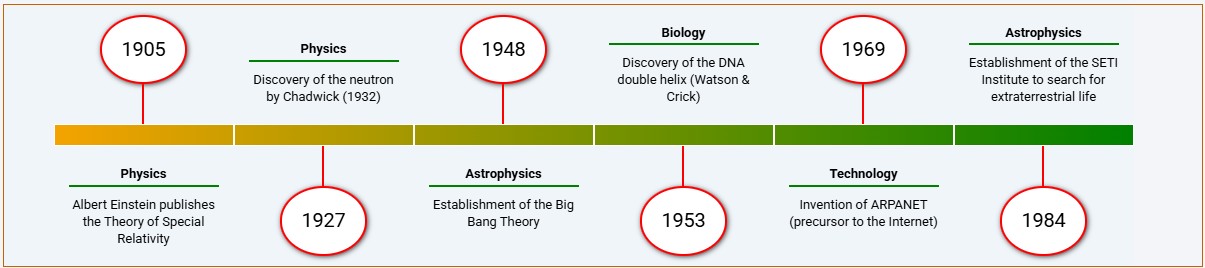 1905
Physics
Albert Einstein publishes
the Theory of Special
Relativity
Physics
Discovery of the neutron
by Chadwick (1932)
1927
1948
Astrophysics
Establishment of the Big
Bang Theory
Biology
Discovery of the DNA
double helix (Watson &
Crick)
1953
1969
Technology
Invention of ARPANET
(precursor to the Internet)
Astrophysics
Establishment of the SETI
Institute to search for
extraterrestrial life
1984